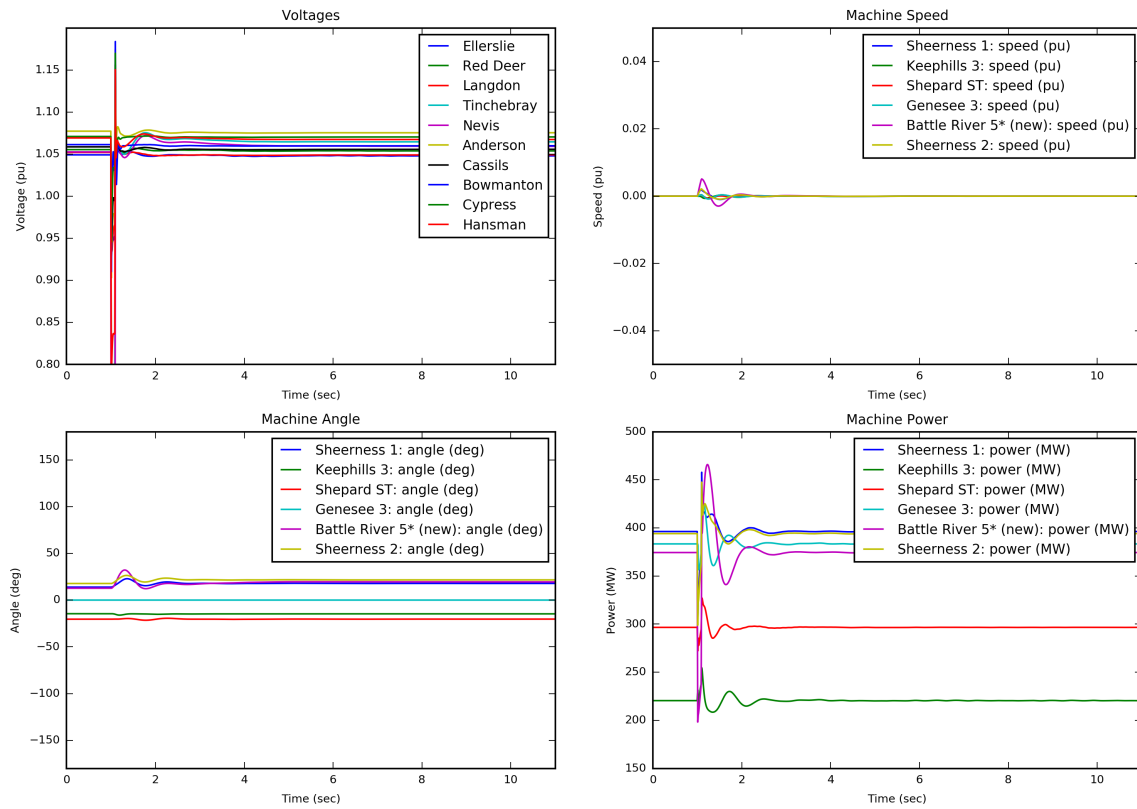 Voltages
1.15
1.10
1.05
1.00
0.95
0.90
0.85
0.80
Voltage (pu)
Ellerslie
Red Deer
Langdon
Tinchebray
Nevis
Anderson
Cassils
Bowmanton
Cypress
Hansman
0 2 4 6 8 10
Time (sec)
Machine Speed
0.04
0.02
0.00
−0.02
−0.04
Speed (pu)
Sheerness 1: speed (pu)
Keephills 3: speed (pu)
Shepard ST: speed (pu)
Genesee 3: speed (pu)
Battle River 5* (new): speed (pu)
Sheerness 2: speed (pu)
0 2 4 6 8 10
Time (sec)
Machine Angle
150
100
50
0
−50
−100
−150
Angle (deg)
Sheerness 1: angle (deg)
Keephills 3: angle (deg)
Shepard ST: angle (deg)
Genesee 3: angle (deg)
Battle River 5* (new): angle (deg)
Sheerness 2: angle (deg)
0 2 4 6 8 10
Time (sec)
Machine Power
500
450
400
350
300
250
200
150
Power (MW)
Sheerness 1: power (MW)
Keephills 3: power (MW)
Shepard ST: power (MW)
Genesee 3: power (MW)
Battle River 5* (new): power (MW)
Sheerness 2: power (MW)
0 2 4 6 8 10
Time (sec)